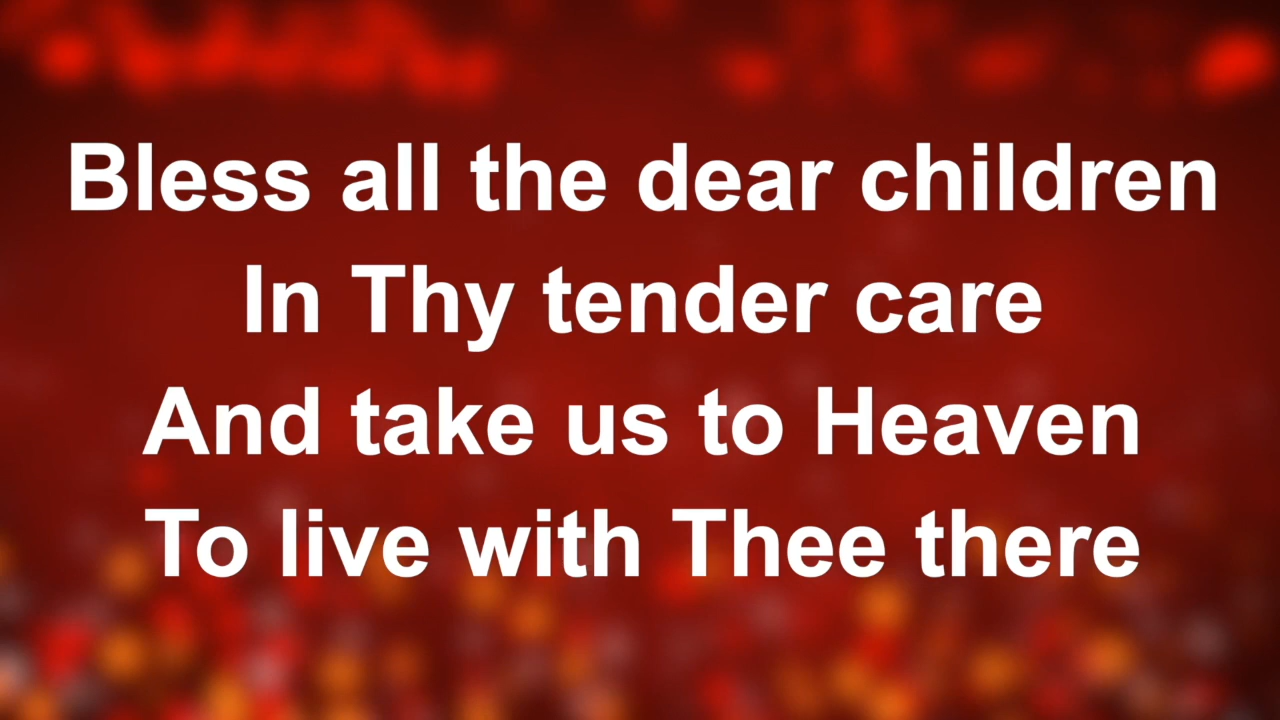 Bless all the dear children
In Thy tender care
And take us to Heaven
To live with Thee there